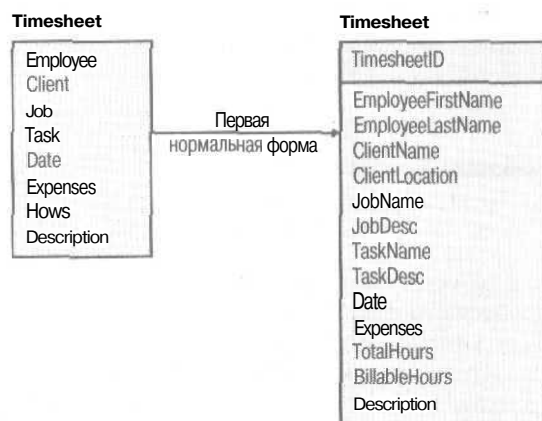 Timesheet
Employee
Client
Job
Task
Date
Expenses
Hows
Description
Первая
нормальная форма
Timesheet
TimesheetID
EmployeeFirstName
EmployeeLastName
ClientName
ClientLocation
JobName
JobDesc
TaskName
TaskDesc
Date
Expenses
TotalHours
BillableHours
Description